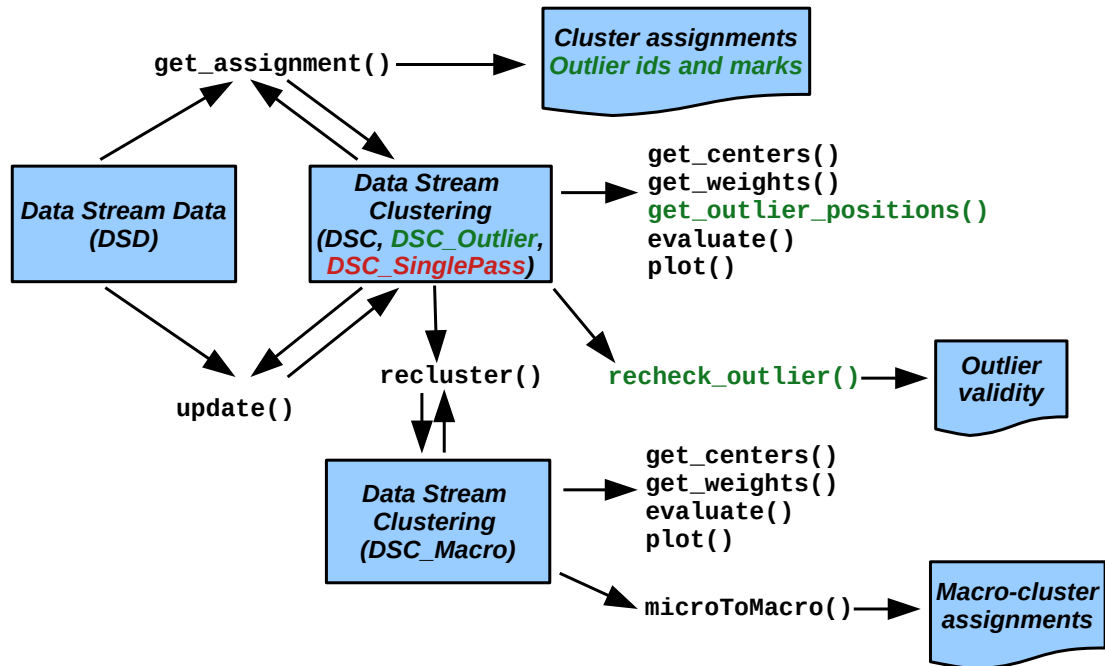 Cluster assignments
Outlier ids and marks
get_assignment()
Data Stream Data
(DSD)
Data Stream
Clustering
(DSC, DSC_Outlier,
DSC_SinglePass)
get_centers()
get_weights()
get_outlier_positions()
evaluate()
plot()
update()
recluster()
recheck_outlier()
Outlier
validity
Data Stream
Clustering
(DSC_Macro)
get_centers()
get_weights()
evaluate()
plot()
microToMacro()
Macro-cluster
assignments